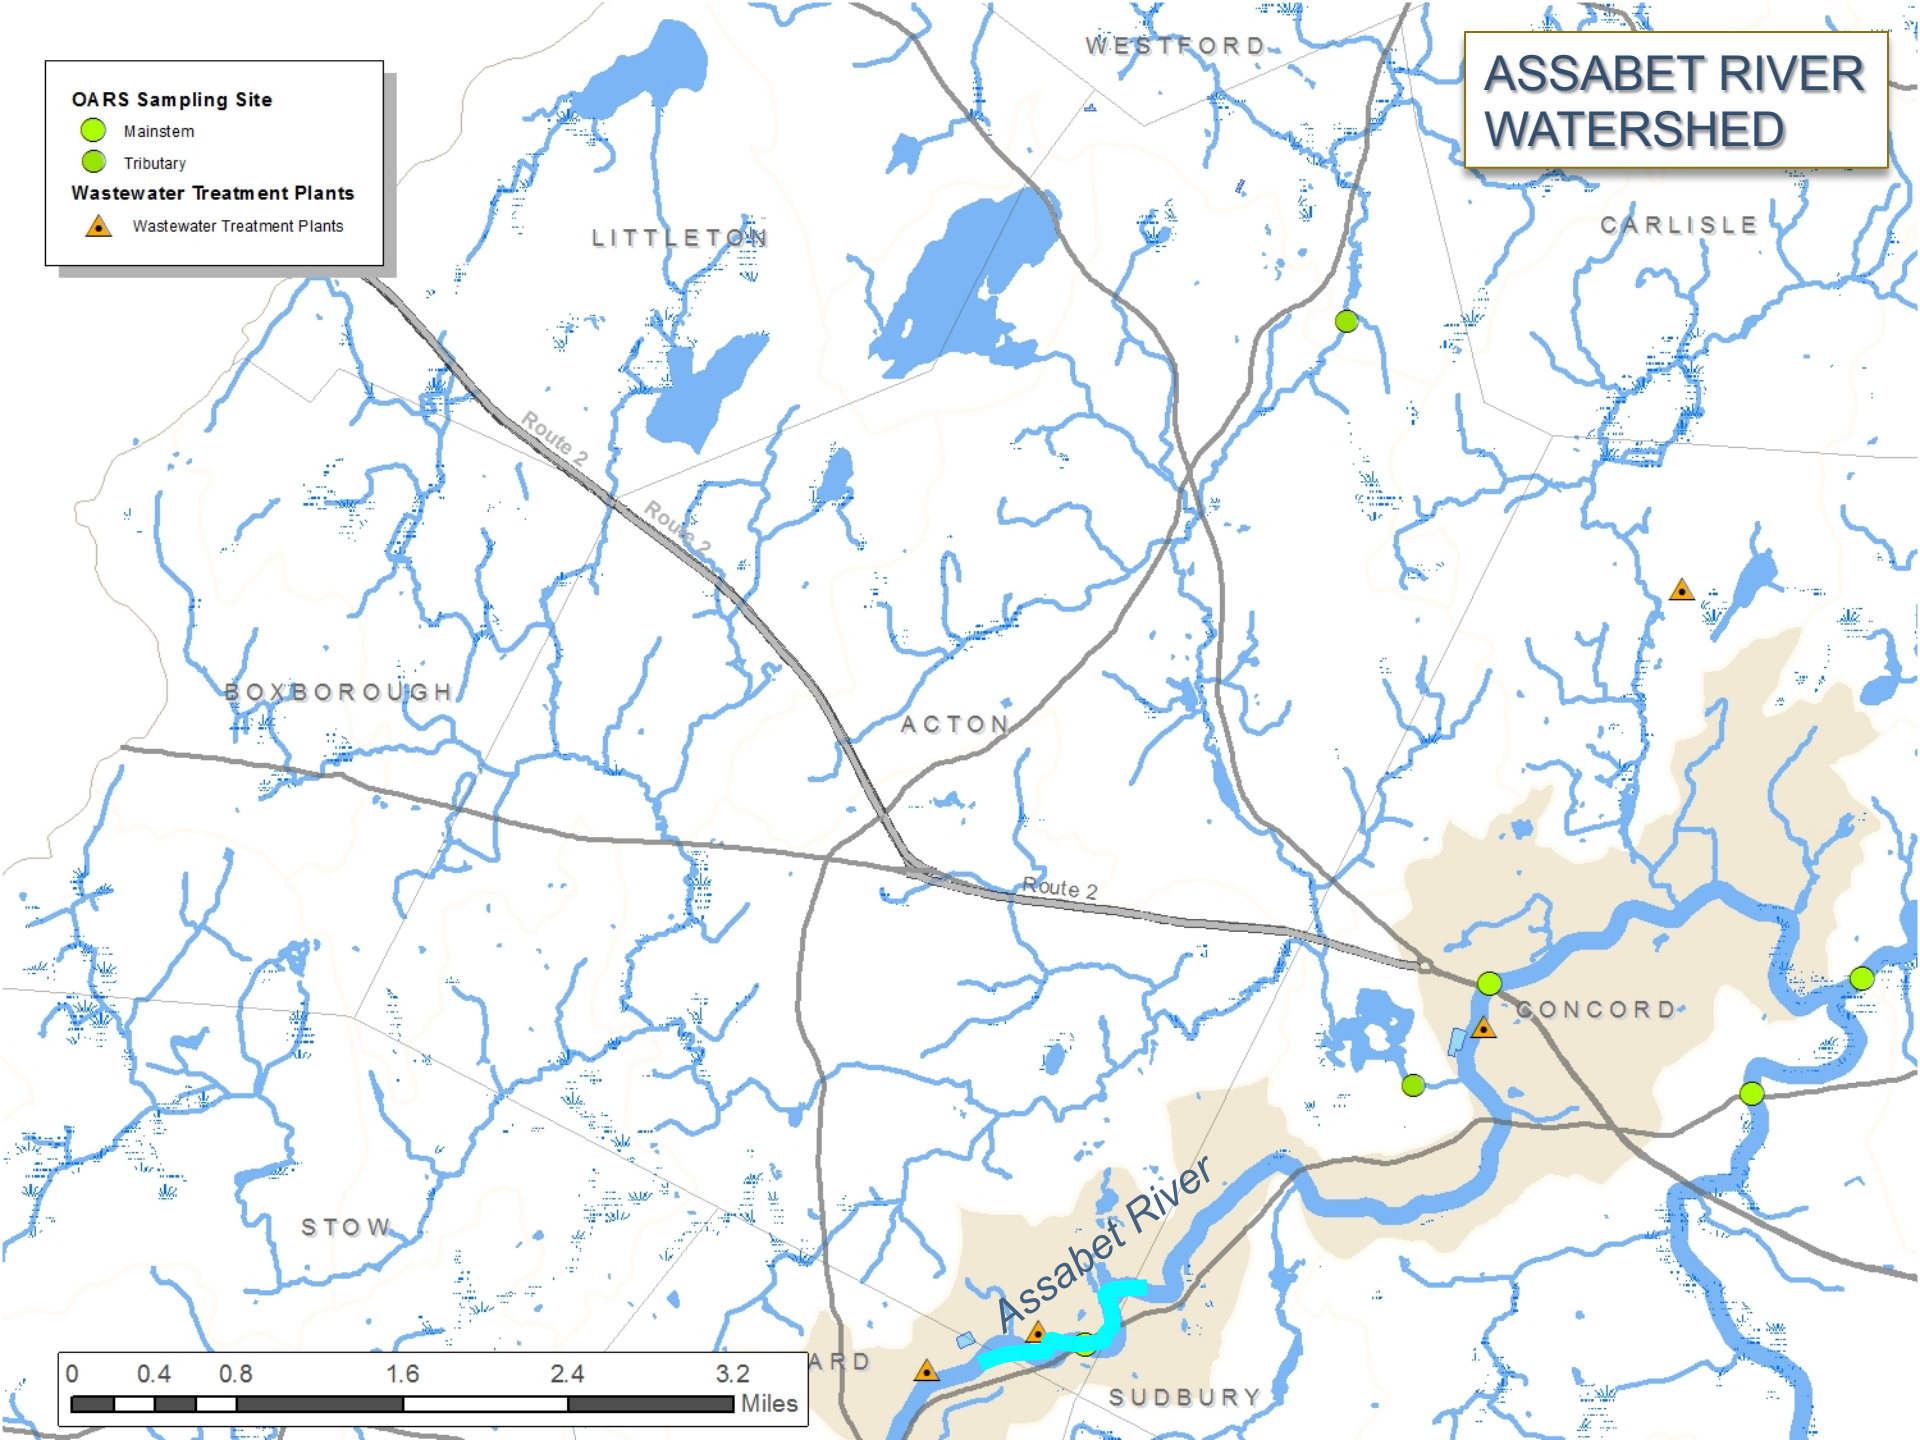 ASSABET RIVER
WATERSHED
OARS Sampling Site
Mainstem
Tributary
Wastewater Treatment Plants
Wastewater Treatment Plants
WESTFORD
CARLISLE
LITTLETON
Route 2
Route 2
BOXBOROUGH
ACTON
Route 2
CONCORD
STOW
Assabet River
ARD
SUDBURY
0 0.4 0.8 1.6 2.4 3.2
Miles